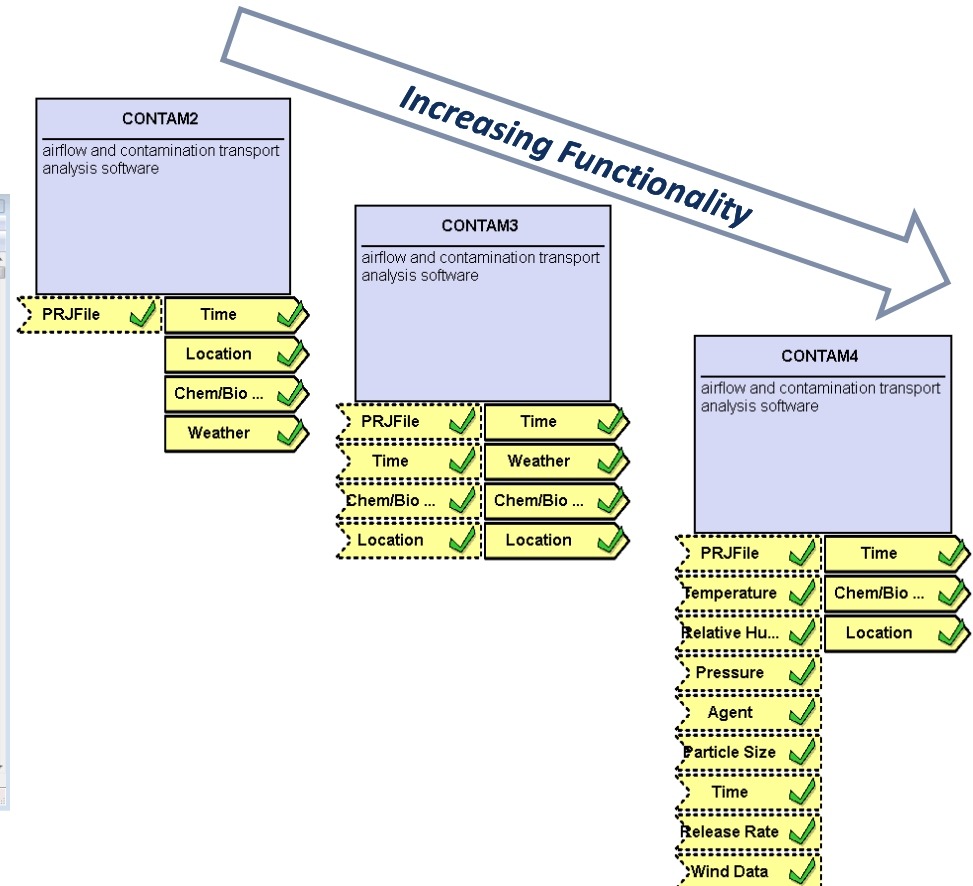 Increasing Functionality
CONTAM2
airflow and contamination transport
analysis software
PRJFile
Time
Location
Chem/Bio ...
Weather
CONTAM3
airflow and contamination transport
analysis software
PRJFile
Time
Time
Weather
Chem/Bio ...
Chem/Bio ...
Location
Location
CONTAM4
airflow and contamination transport
analysis software
PRJFile
Time
Temperature
Chem/Bio ...
Relative Hu...
Location
Pressure
Agent
Particle Size
Time
Release Rate
Wind Data